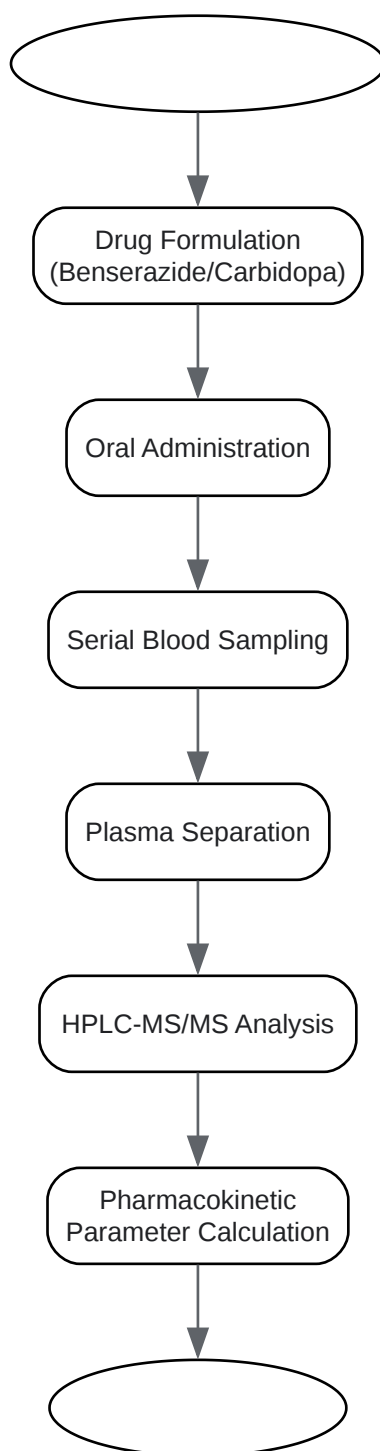 Drug Formulation
(Benserazide/Carbidopa)
Oral Administration
Serial Blood Sampling
Plasma Separation
HPLC-MS/MS Analysis
Pharmacokinetic
Parameter Calculation